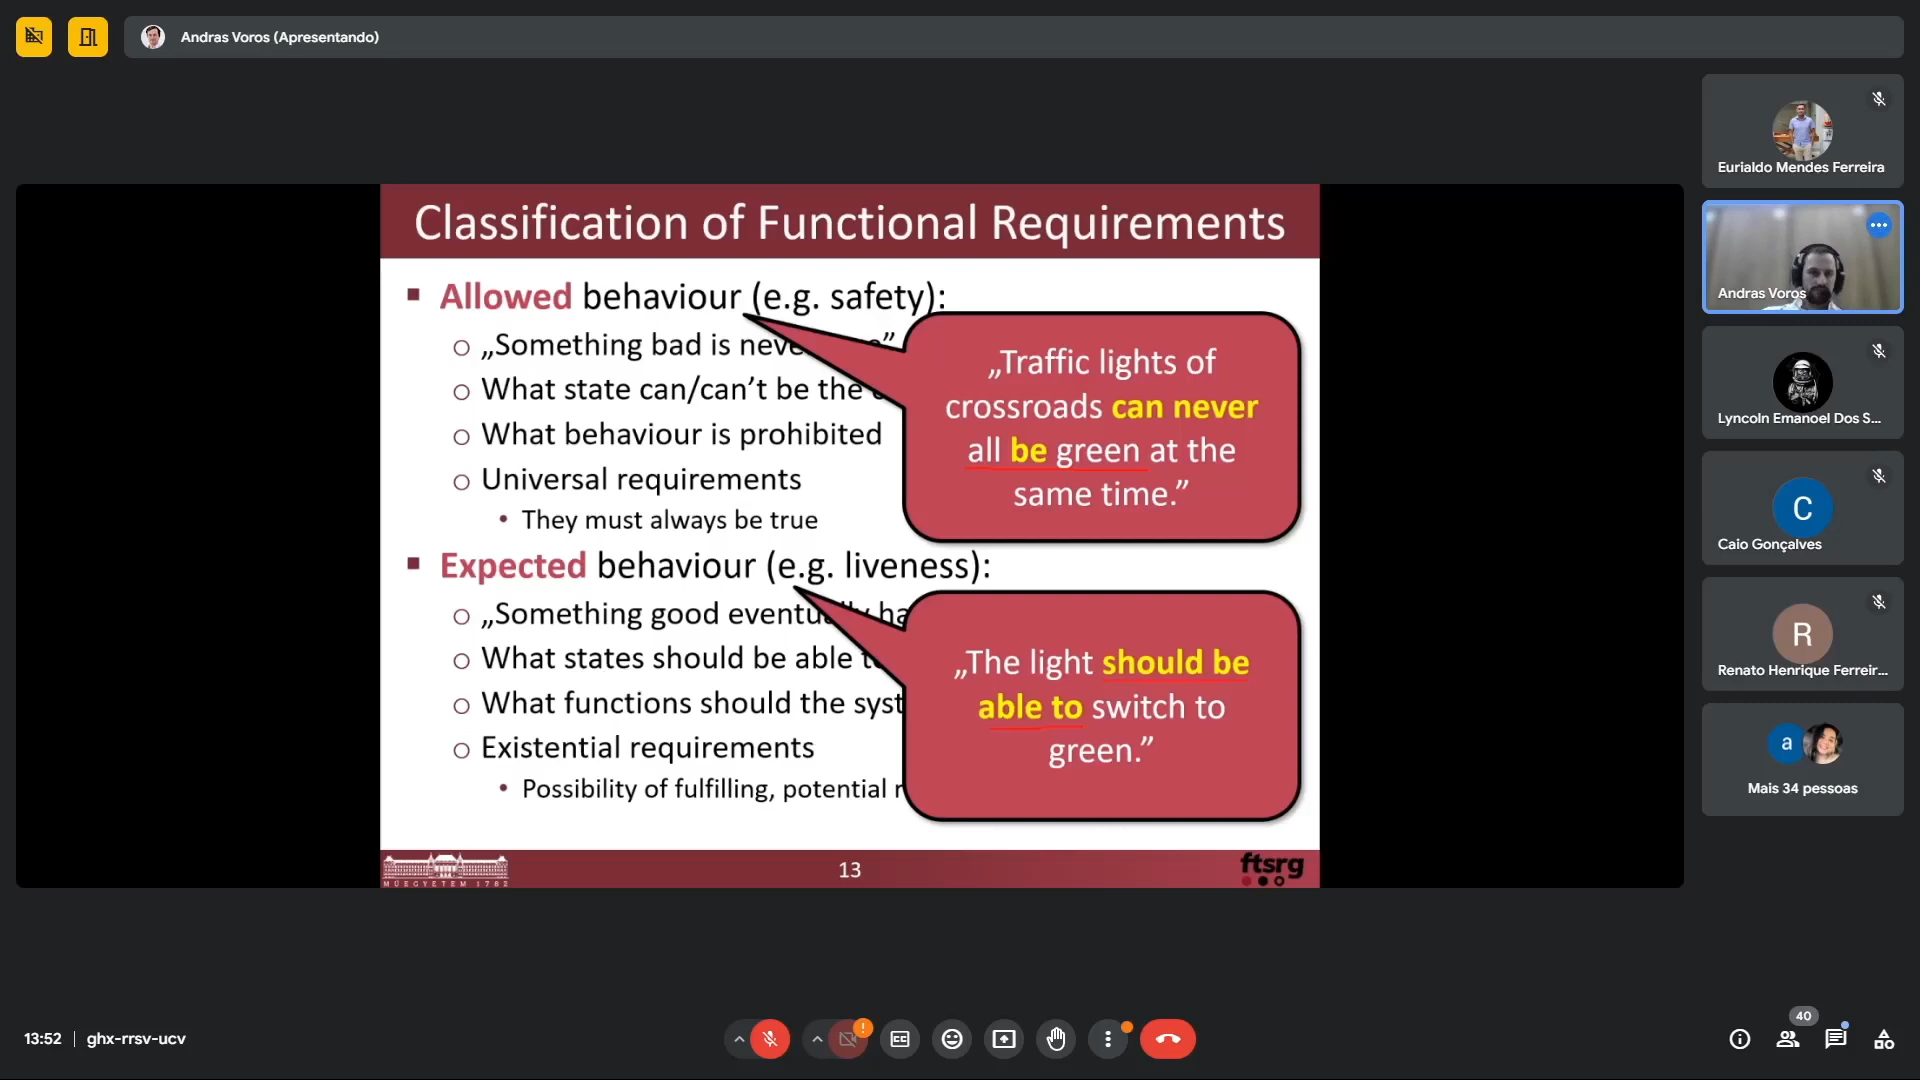 Andras Voros (Apresentando)
Classification of Functional Requirements
Allowed behaviour (e.g. safety):
„Something bad is neve
What state can/can’t be the
What behaviour is prohibited
Universal requirements
They must always be true
„Traffic lights of
crossroads can never
all be green at the
same time.”
Expected behaviour (e.g. liveness):
„Something good eventually ha
What states should be able
What functions should the syst
Existential requirements
Possibility of fulfilling, potential r
„The light should be
able to switch to
green.”
MŰEGYETEM 1782
13
ftsrg
Eurialdo Mendes Ferreira
Andras Voros
Lyncoln Emanoel Dos S...
C
Caio Gonçalves
R
Renato Henrique Ferreir...
a
Mais 34 pessoas
13:52 | ghx-rrsv-ucv
40